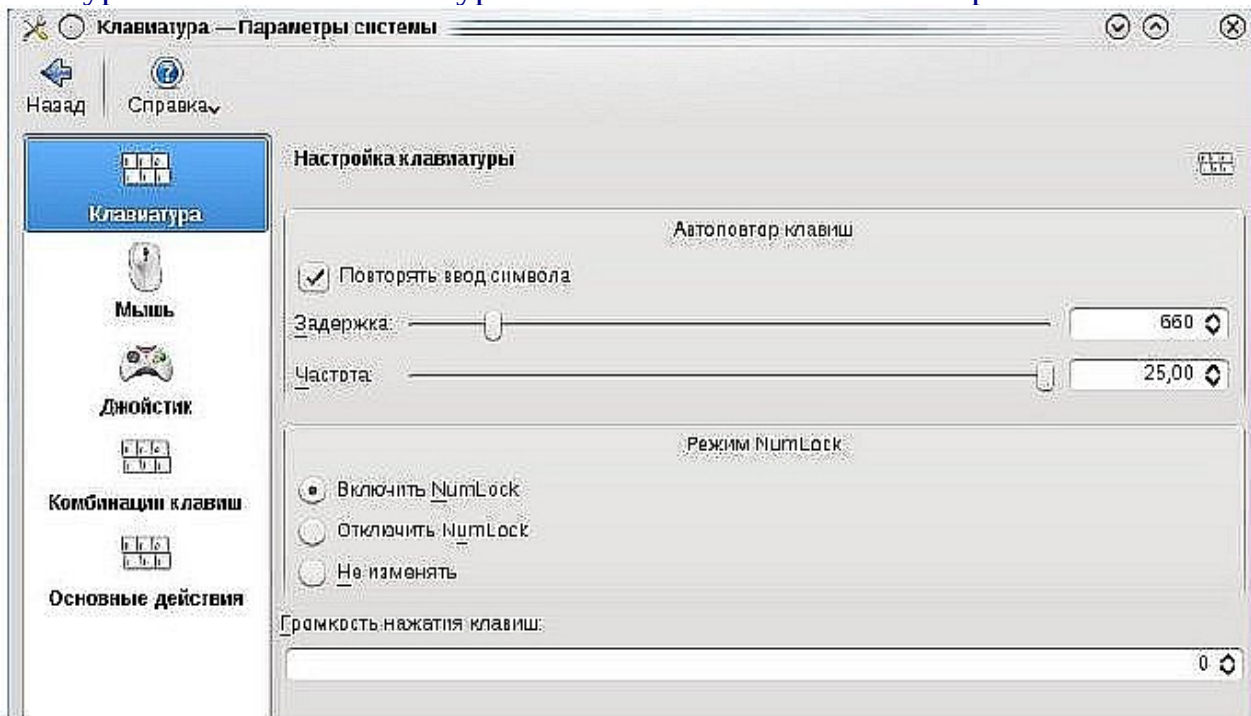 Клавиатура — Параметры системы
Назад
Справка
Клавиатура
Мышь
Джойстик
Комбинации клавиш
Основные действия
Настройка клавиатуры
Автоповтор клавиш
Повторять ввод символа
Задержка: 660
Частота: 25,00
Режим NumLock
Включить NumLock
Отключить NumLock
Не изменять
Громкость нажатия клавиш:
0